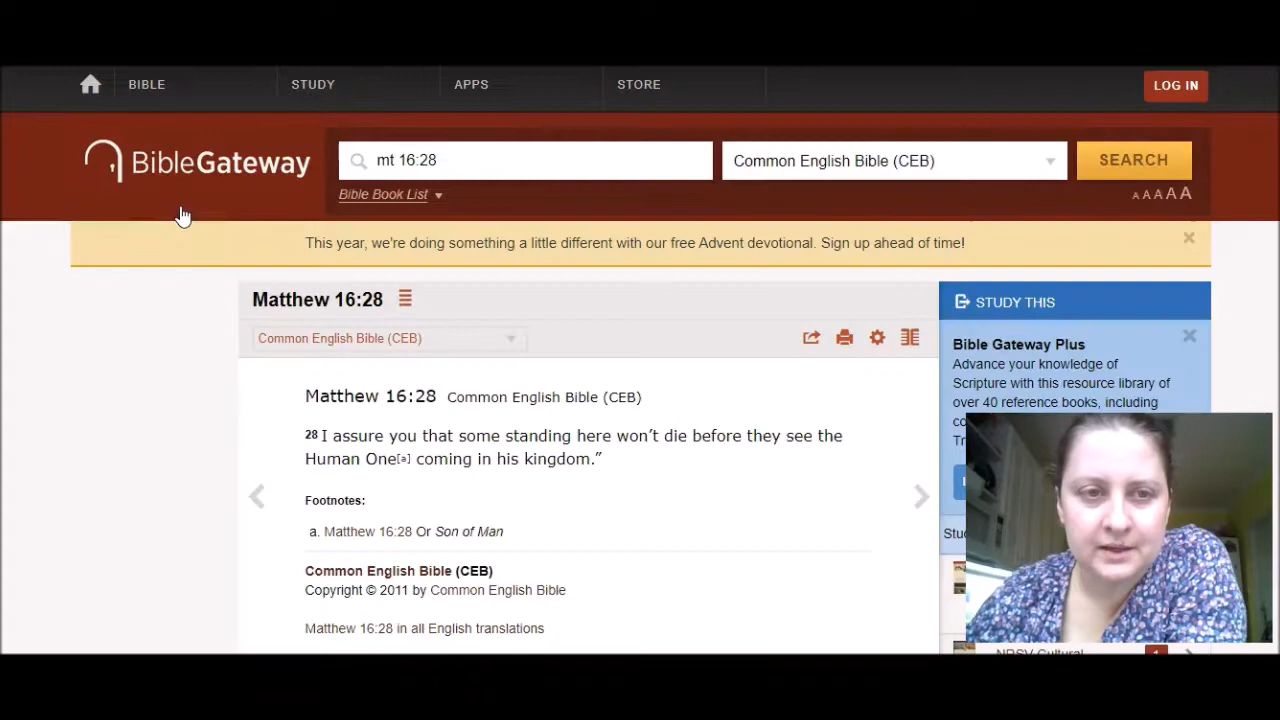 BIBLE STUDY APPS STORE LOG IN
BibleGateway mt 16:28 Common English Bible (CEB) SEARCH
Bible Book List A A A A A
This year, we're doing something a little different with our free Advent devotional. Sign up ahead of time!
Matthew 16:28
STUDY THIS
Common English Bible (CEB)
Bible Gateway Plus
Advance your knowledge of
Scripture with this resource library of
over 40 reference books, including
Matthew 16:28 Common English Bible (CEB)
28 I assure you that some standing here won't die before they see the
Human One[a] coming in his kingdom.”
Footnotes:
a. Matthew 16:28 Or Son of Man
Common English Bible (CEB)
Copyright © 2011 by Common English Bible
Matthew 16:28 in all English translations
NRSV Cultural